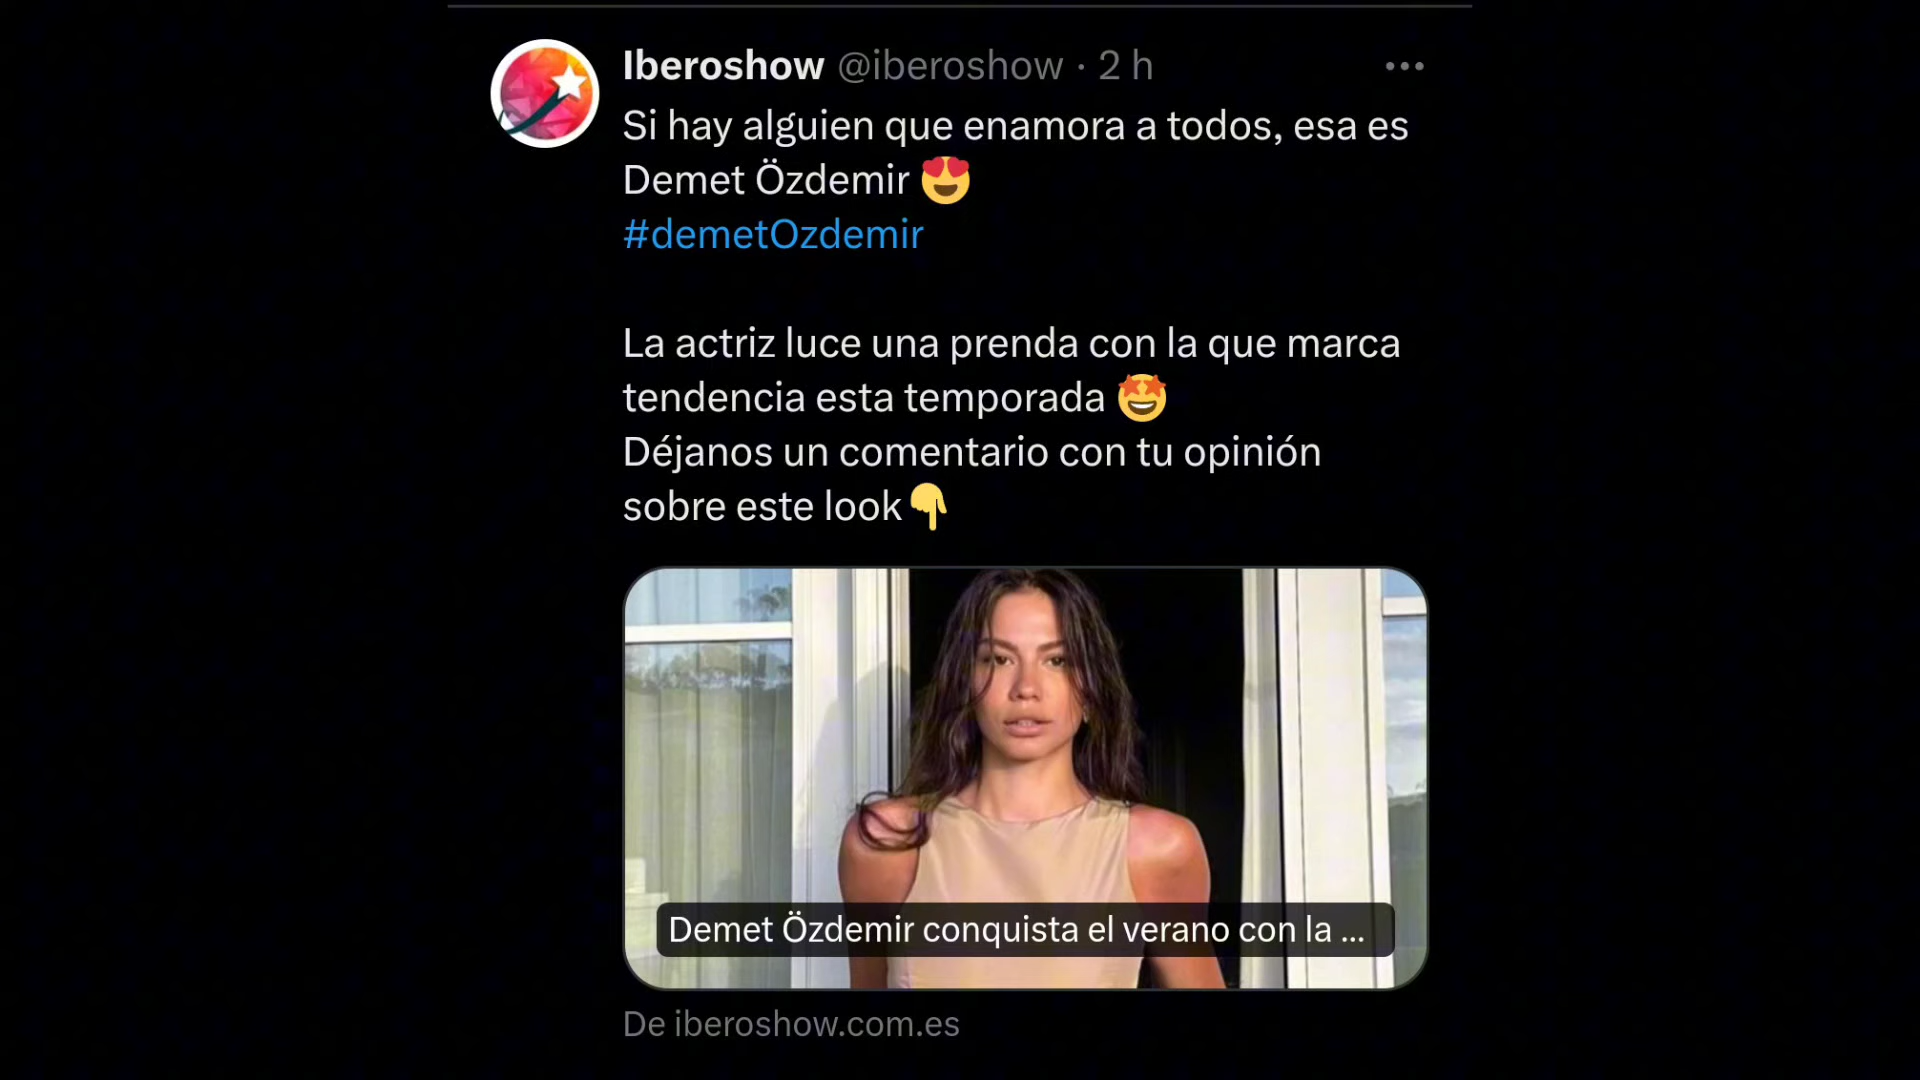 Iberoshow @iberoshow · 2 h
Si hay alguien que enamora a todos, esa es
Demet Özdemir 😍
#demetOzdemir
La actriz luce una prenda con la que marca
tendencia esta temporada 🤩
Déjanos un comentario con tu opinión
sobre este look👇
Demet Özdemir conquista el verano con la ...
De iberoshow.com.es